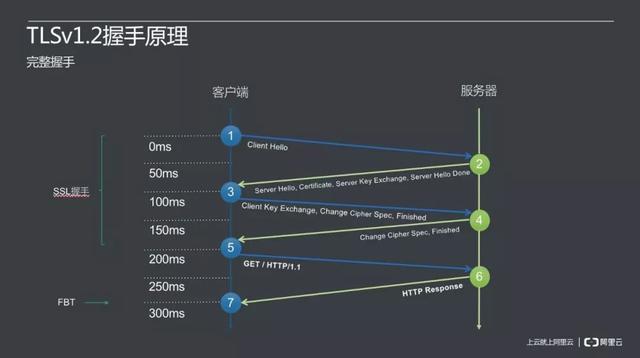 TLSv1.2握手原理
完整握手
客户端
服务器
1
0ms
Client Hello
50ms
2
Server Hello, Certificate, Server Key Exchange, Server Hello Done
SSL握手
3
100ms
Client Key Exchange, Change Cipher Spec, Finished
4
150ms
Change Cipher Spec, Finished
5
200ms
GET / HTTP/1.1
6
250ms
HTTP Response
FBT
7
300ms
上云就上阿里云
阿里云